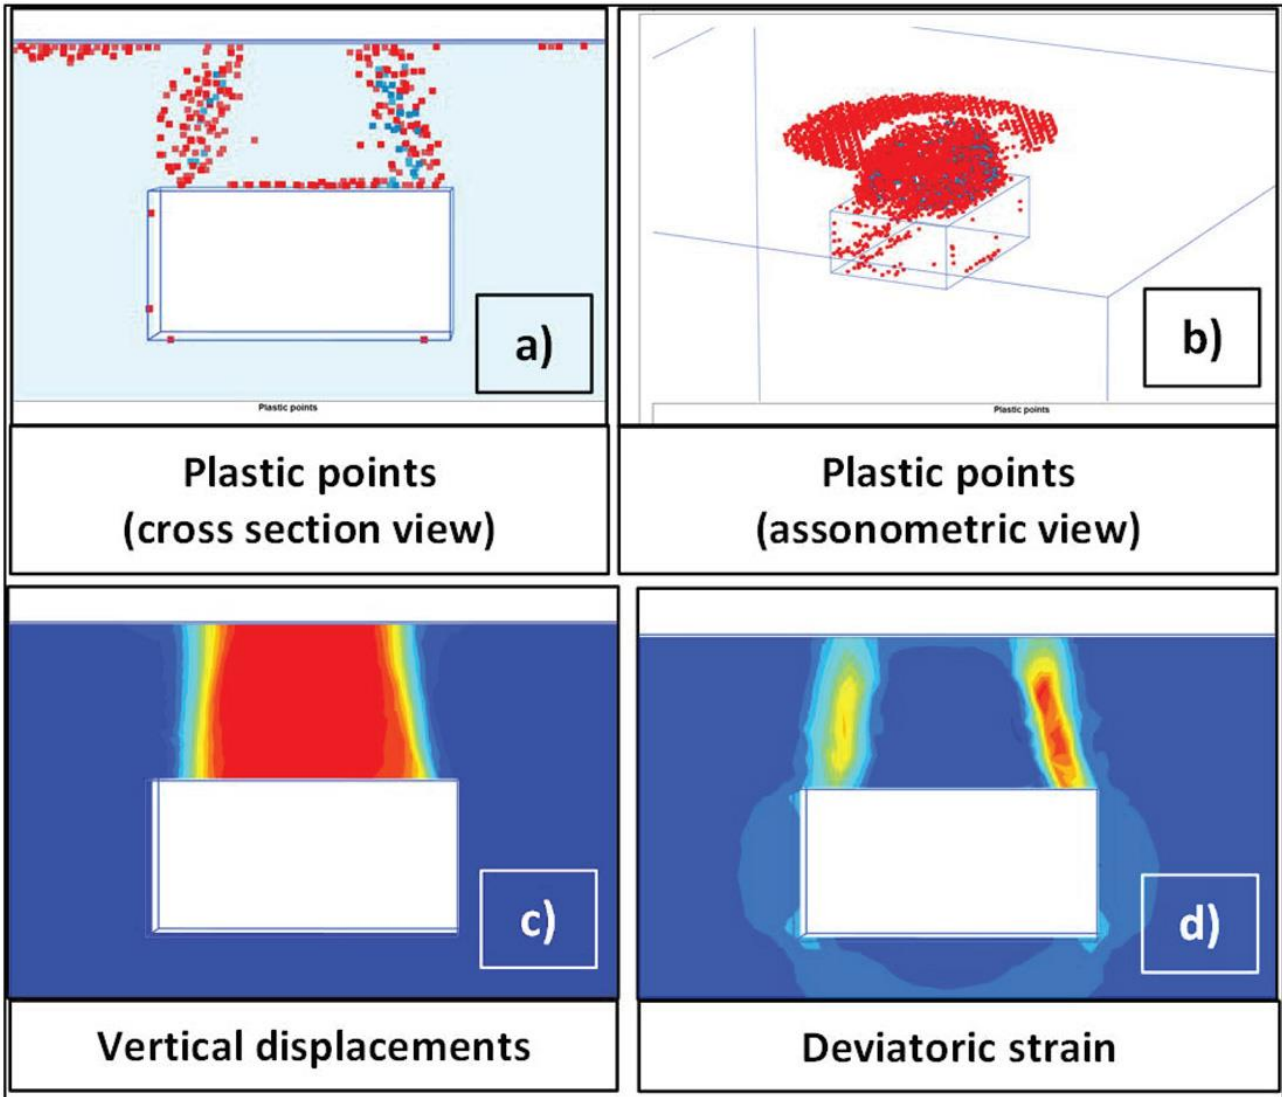 a)
Plastic points
b)
Plastic points
Plastic points
(cross section view)
Plastic points
(assonometric view)
c)
d)
Vertical displacements
Deviatoric strain